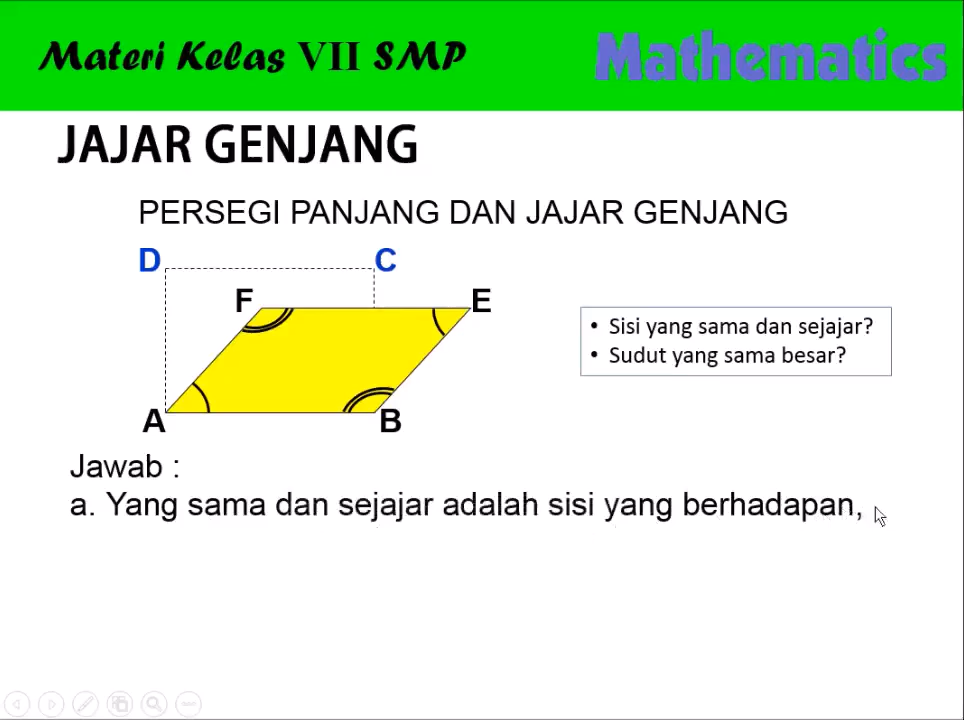 Materi Kelas VII SMP
Mathematics
JAJAR GENJANG
PERSEGI PANJANG DAN JAJAR GENJANG
D
C
F
E
• Sisi yang sama dan sejajar?
• Sudut yang sama besar?
A
B
Jawab :
a. Yang sama dan sejajar adalah sisi yang berhadapan,